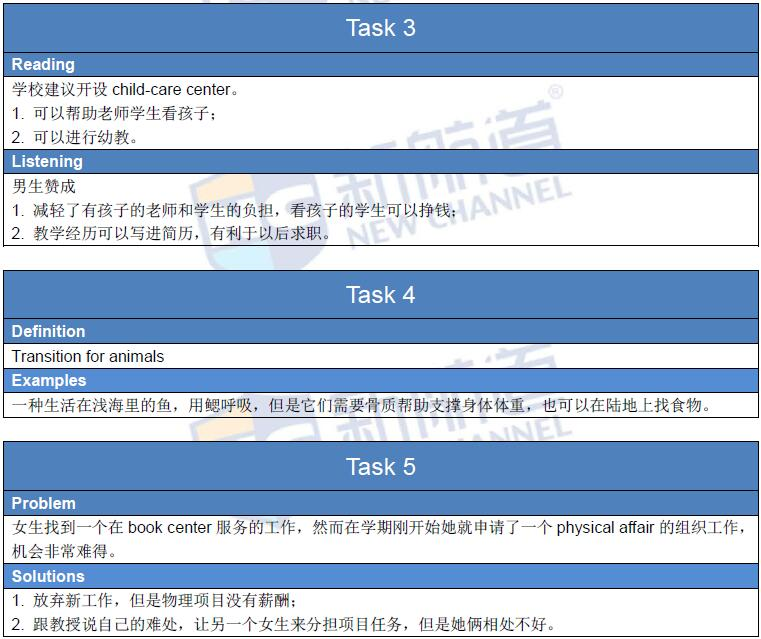 Task 3
Reading
学校建议开设 child-care center。
1. 可以帮助老师学生看孩子；
2. 可以进行幼教。
Listening
男生赞成
1. 减轻了有孩子的老师和学生的负担，看孩子的学生可以挣钱；
2. 教学经历可以写进简历，有利于以后求职。
新航道®
NEW CHANNEL
Task 4
Definition
Transition for animals
Examples
一种生活在浅海里的鱼，用鳃呼吸，但是它们需要骨质帮助支撑身体体重，也可以在陆地上找食物。
新航道
CHANNEL
Task 5
Problem
女生找到一个在 book center 服务的工作，然而在学期刚开始她就申请了一个 physical affair 的组织工作，
机会非常难得。
Solutions
1. 放弃新工作，但是物理项目没有薪酬；
2. 跟教授说自己的难处，让另一个女生来分担项目任务，但是她俩相处不好。